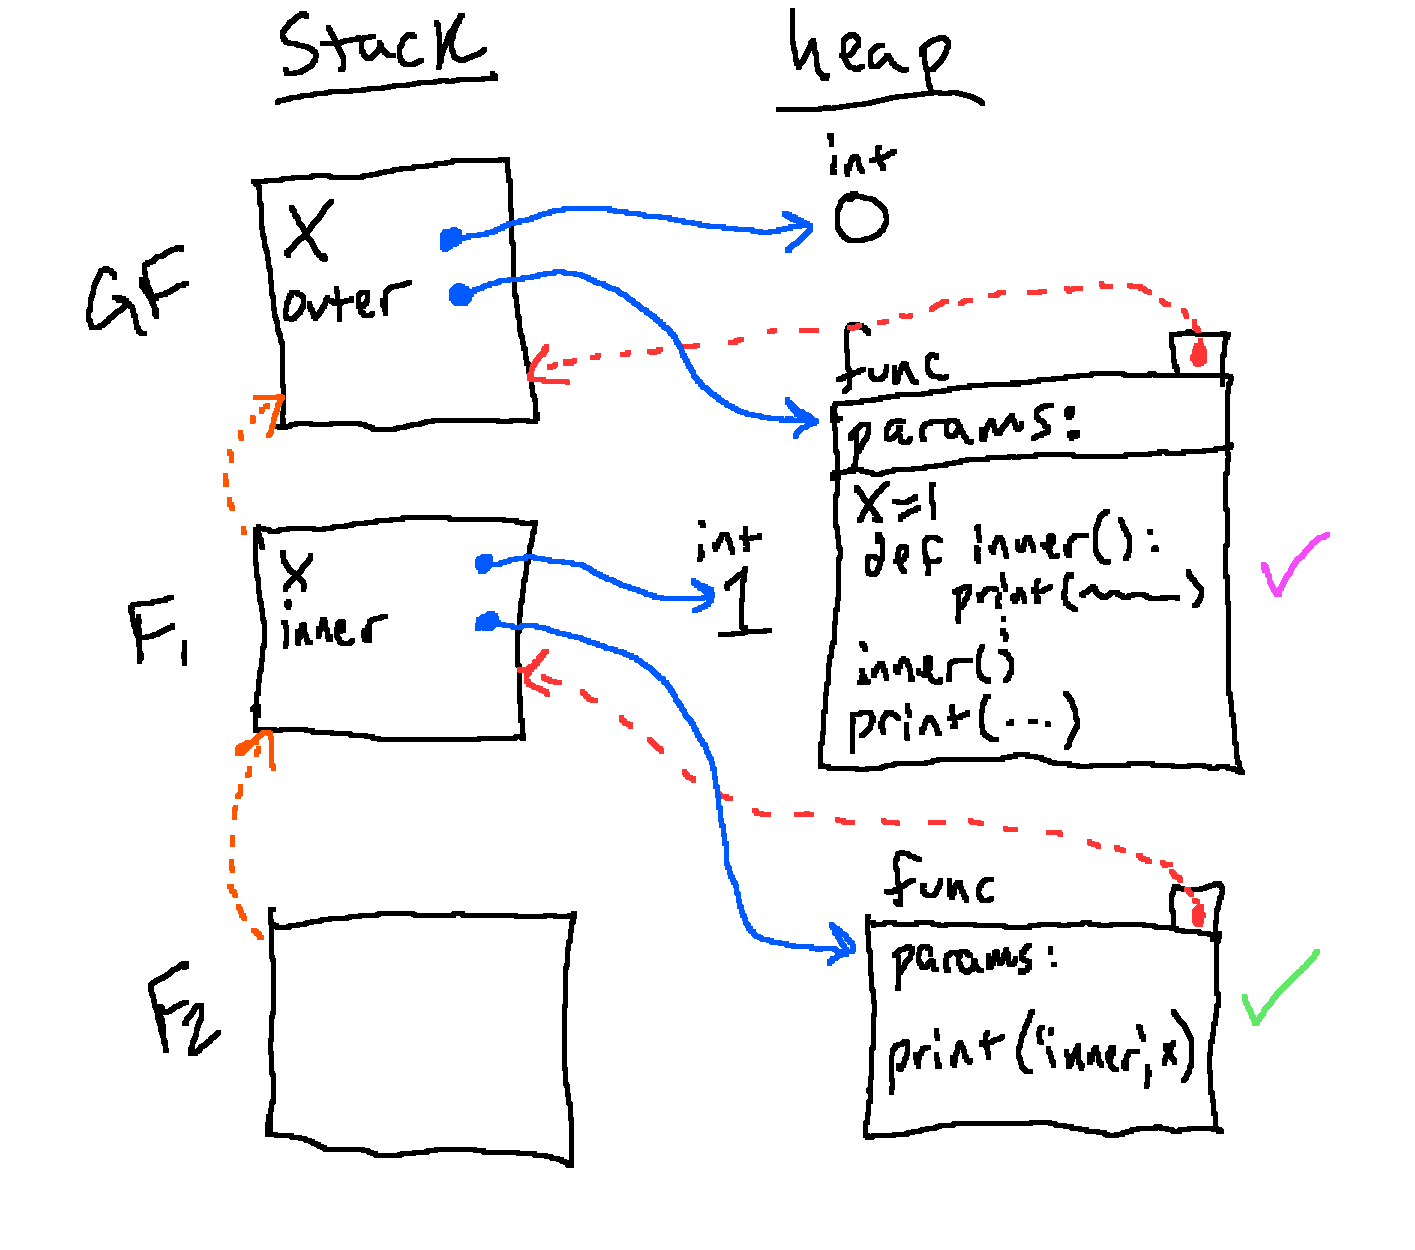 Stack
heap
GF
x
outer
int
0
func
params:
x=1
def inner():
print(~~~)
inner()
print(...)
F1
x
inner
int
1
F2
func
params:
print('inner', x)